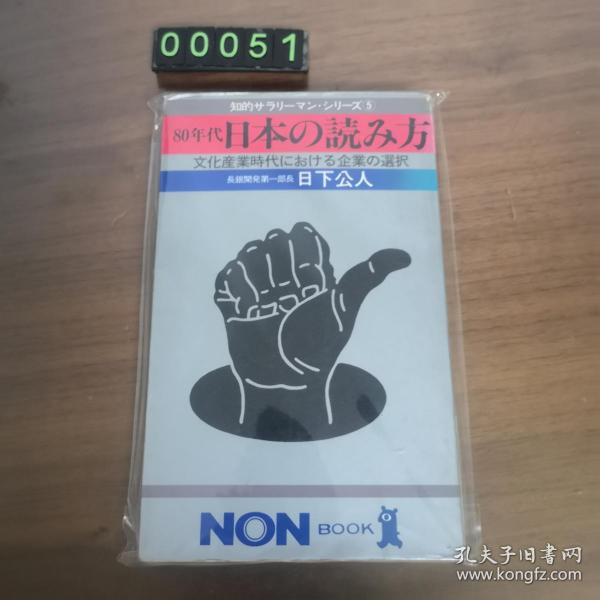 00051
知的サラリーマン・シリーズ(5)
80年代 日本の読み方
文化産業時代における企業の選択
長銀開発第一部長 日下公人
NON BOOK
孔夫子旧书网
www.kongfz.com